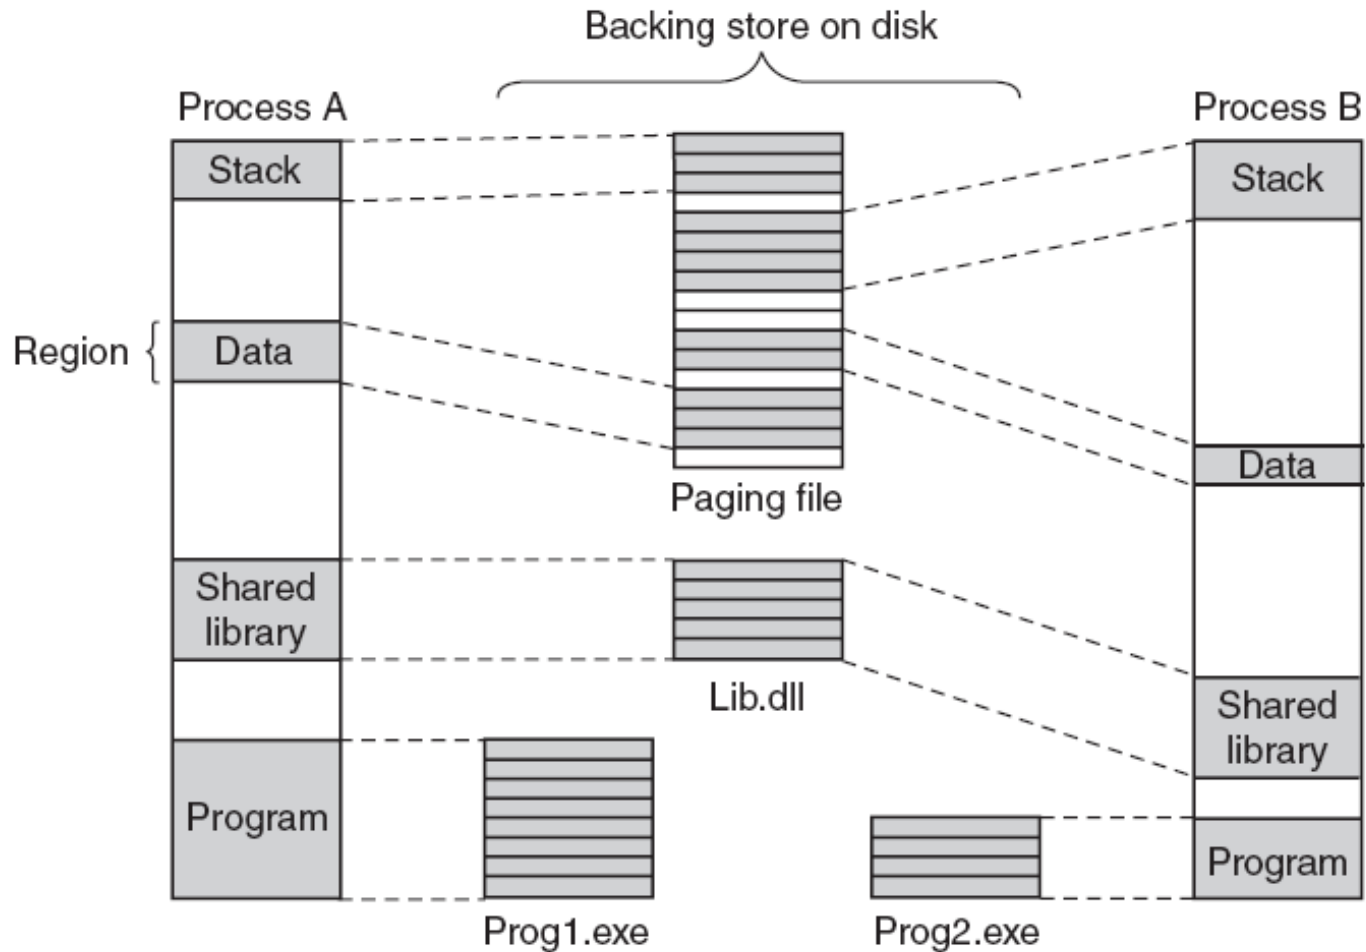 Backing store on disk
Process A
Process B
Stack
Stack
Region
Data
Data
Paging file
Shared
library
Lib.dll
Shared
library
Program
Program
Prog1.exe
Prog2.exe